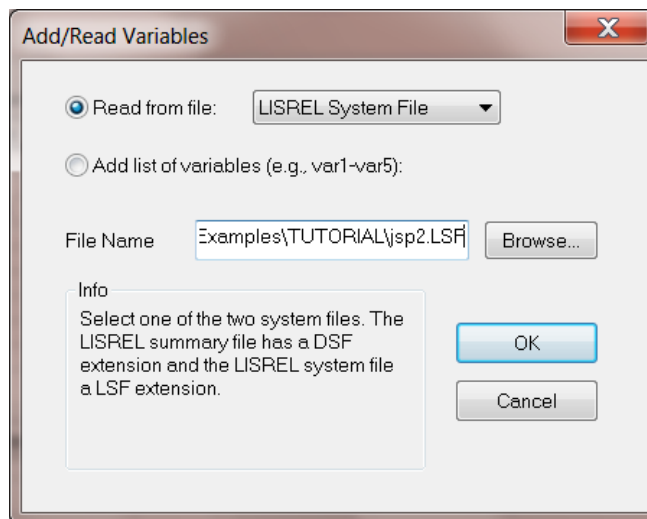 Add/Read Variables
Read from file: LISREL System File
Add list of variables (e.g., var1-var5):
File Name Examples\TUTORIAL\jsp2.LSF Browse...
Info
Select one of the two system files. The
LISREL summary file has a DSF
extension and the LISREL system file
a LSF extension.
OK
Cancel